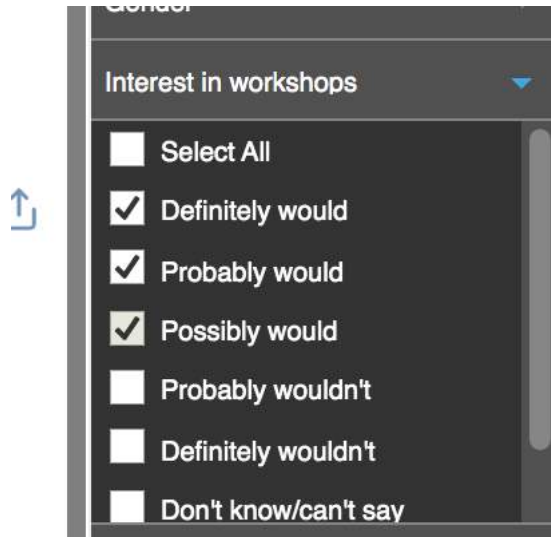 Gender
Interest in workshops
Select All
Definitely would
Probably would
Possibly would
Probably wouldn't
Definitely wouldn't
Don't know/can't say